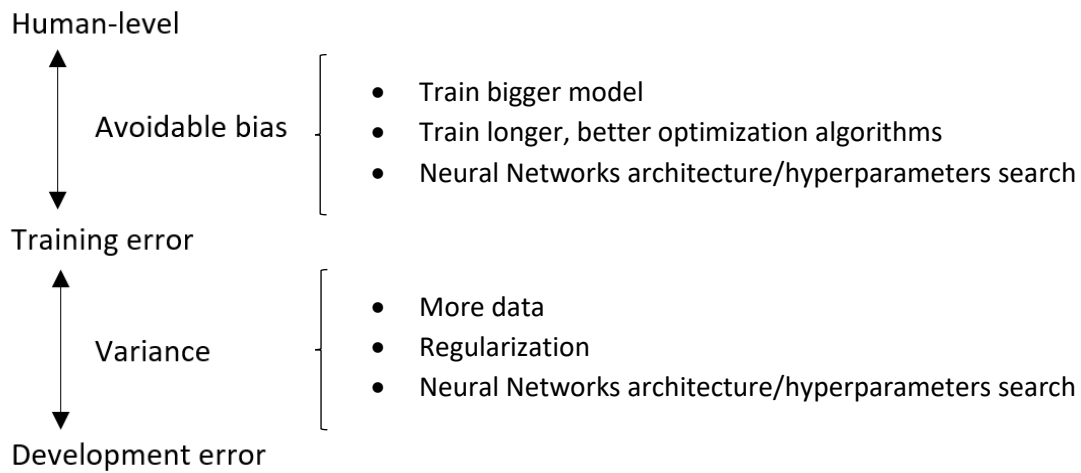 Human-level
Avoidable bias
• Train bigger model
• Train longer, better optimization algorithms
• Neural Networks architecture/hyperparameters search
Training error
Variance
• More data
• Regularization
• Neural Networks architecture/hyperparameters search
Development error